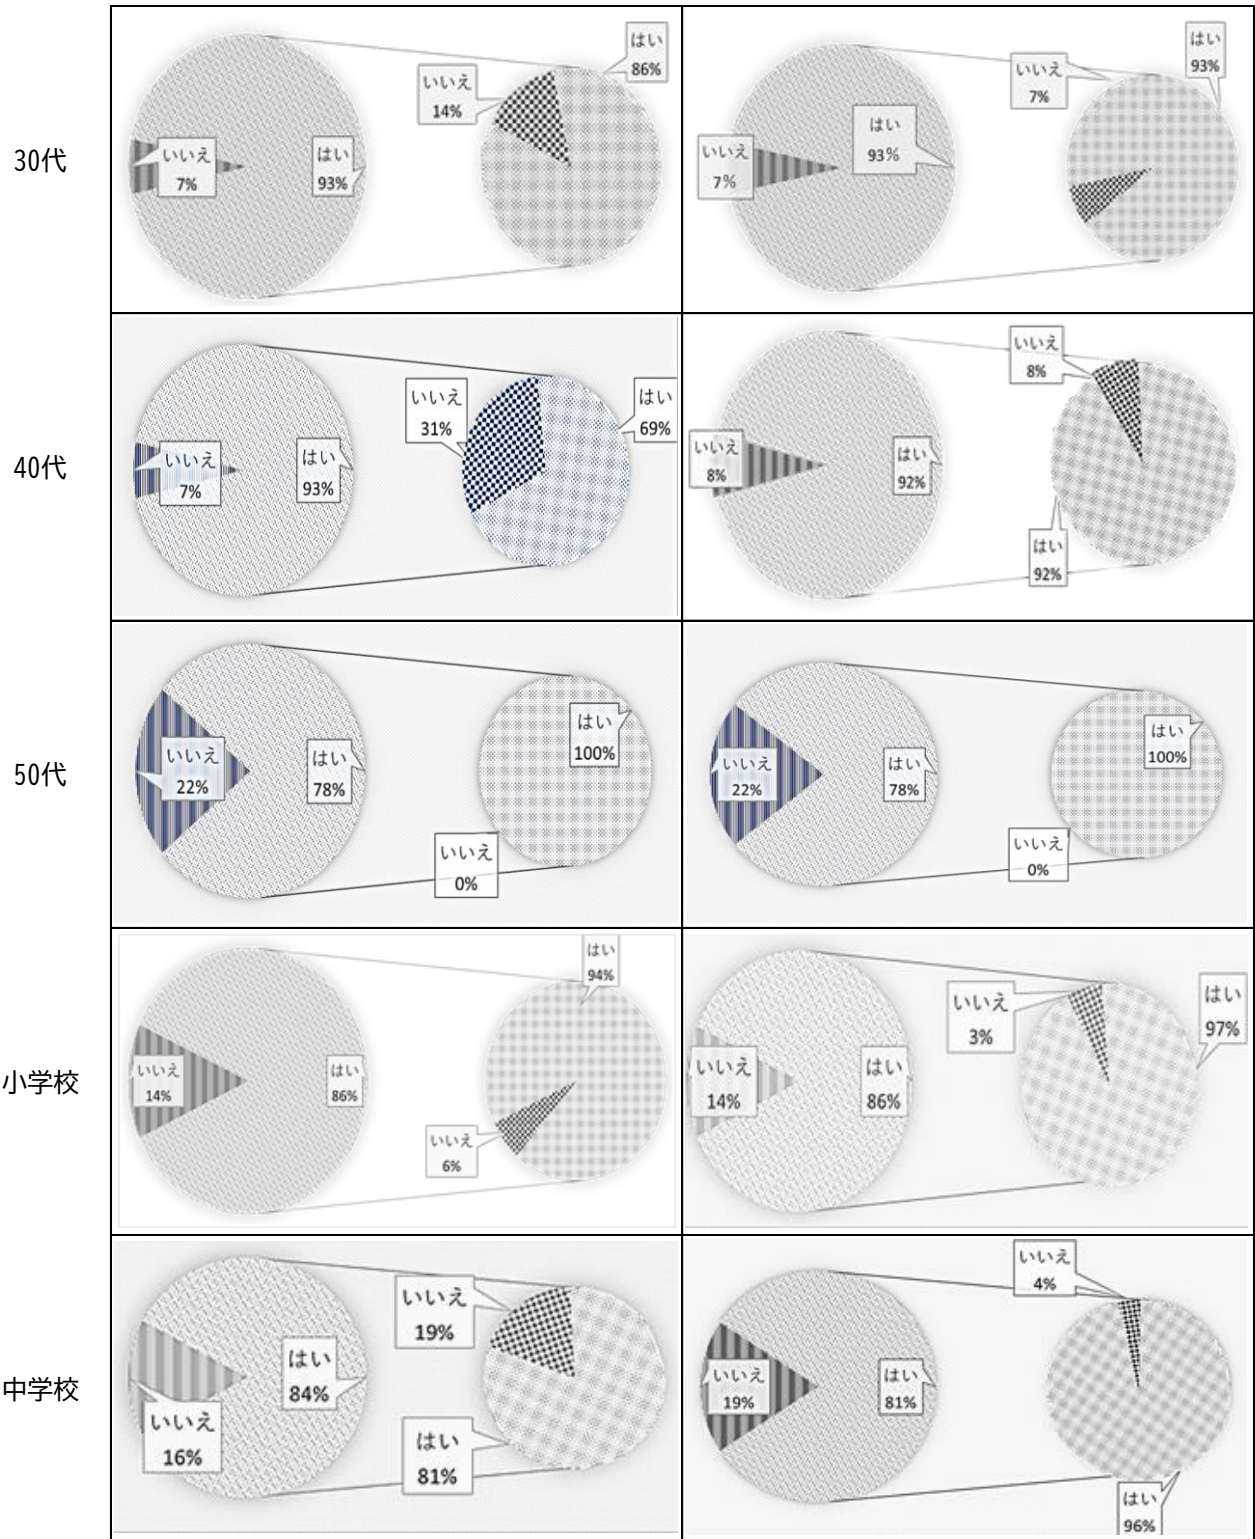 30代
いいえ
7%
はい
93%
いいえ
14%
はい
86%
いいえ
7%
はい
93%
いいえ
7%
はい
93%
40代
いいえ
7%
はい
93%
いいえ
31%
はい
69%
いいえ
8%
はい
92%
いいえ
8%
はい
92%
50代
いいえ
22%
はい
78%
はい
100%
いいえ
0%
いいえ
22%
はい
78%
はい
100%
いいえ
0%
小学校
いいえ
14%
はい
86%
はい
94%
いいえ
6%
いいえ
14%
はい
86%
いいえ
3%
はい
97%
中学校
いいえ
16%
はい
84%
いいえ
19%
はい
81%
いいえ
19%
はい
81%
いいえ
4%
はい
96%